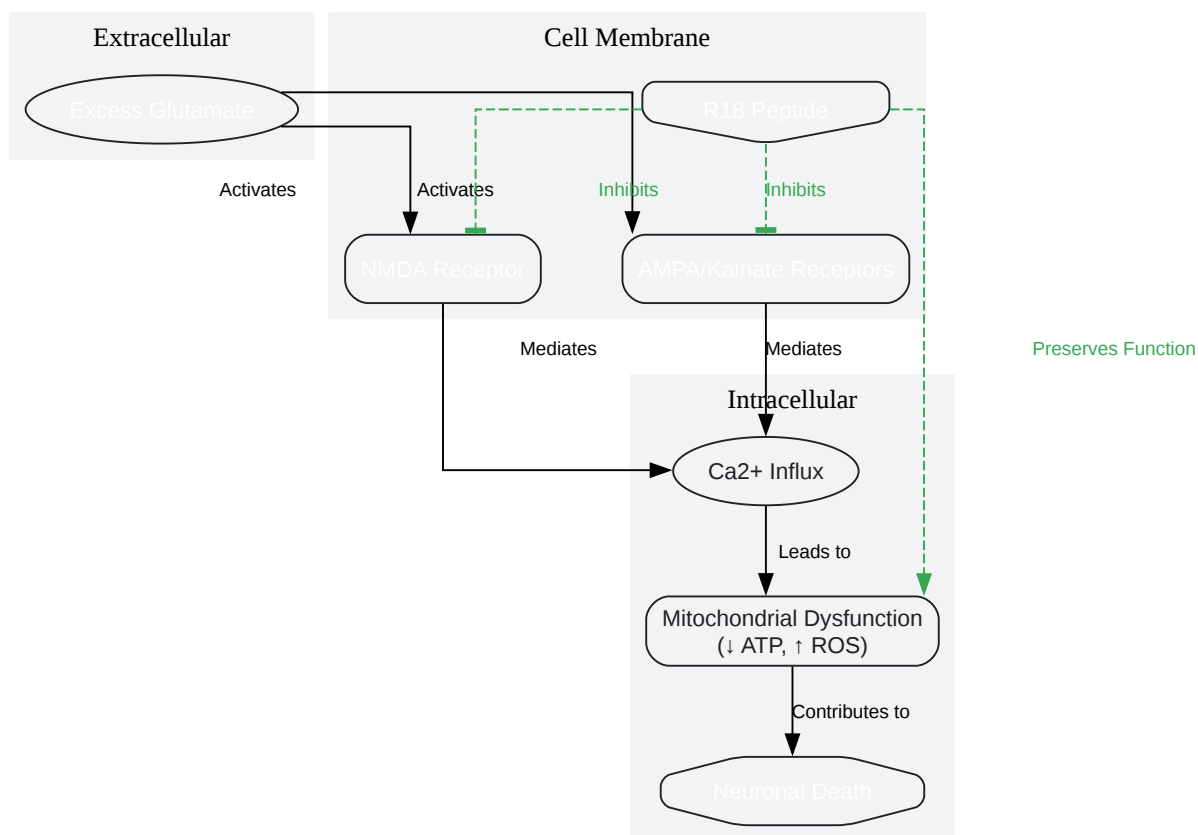 Extracellular
Cell Membrane
Excess Glutamate
R18 Peptide
Activates
Activates
Inhibits
Inhibits
NMDA Receptor
AMPA/Kainate Receptors
Mediates
Mediates
Preserves Function
Intracellular
Ca2+ Influx
Leads to
Mitochondrial Dysfunction
(↓ ATP, ↑ ROS)
Contributes to
Neuronal Death